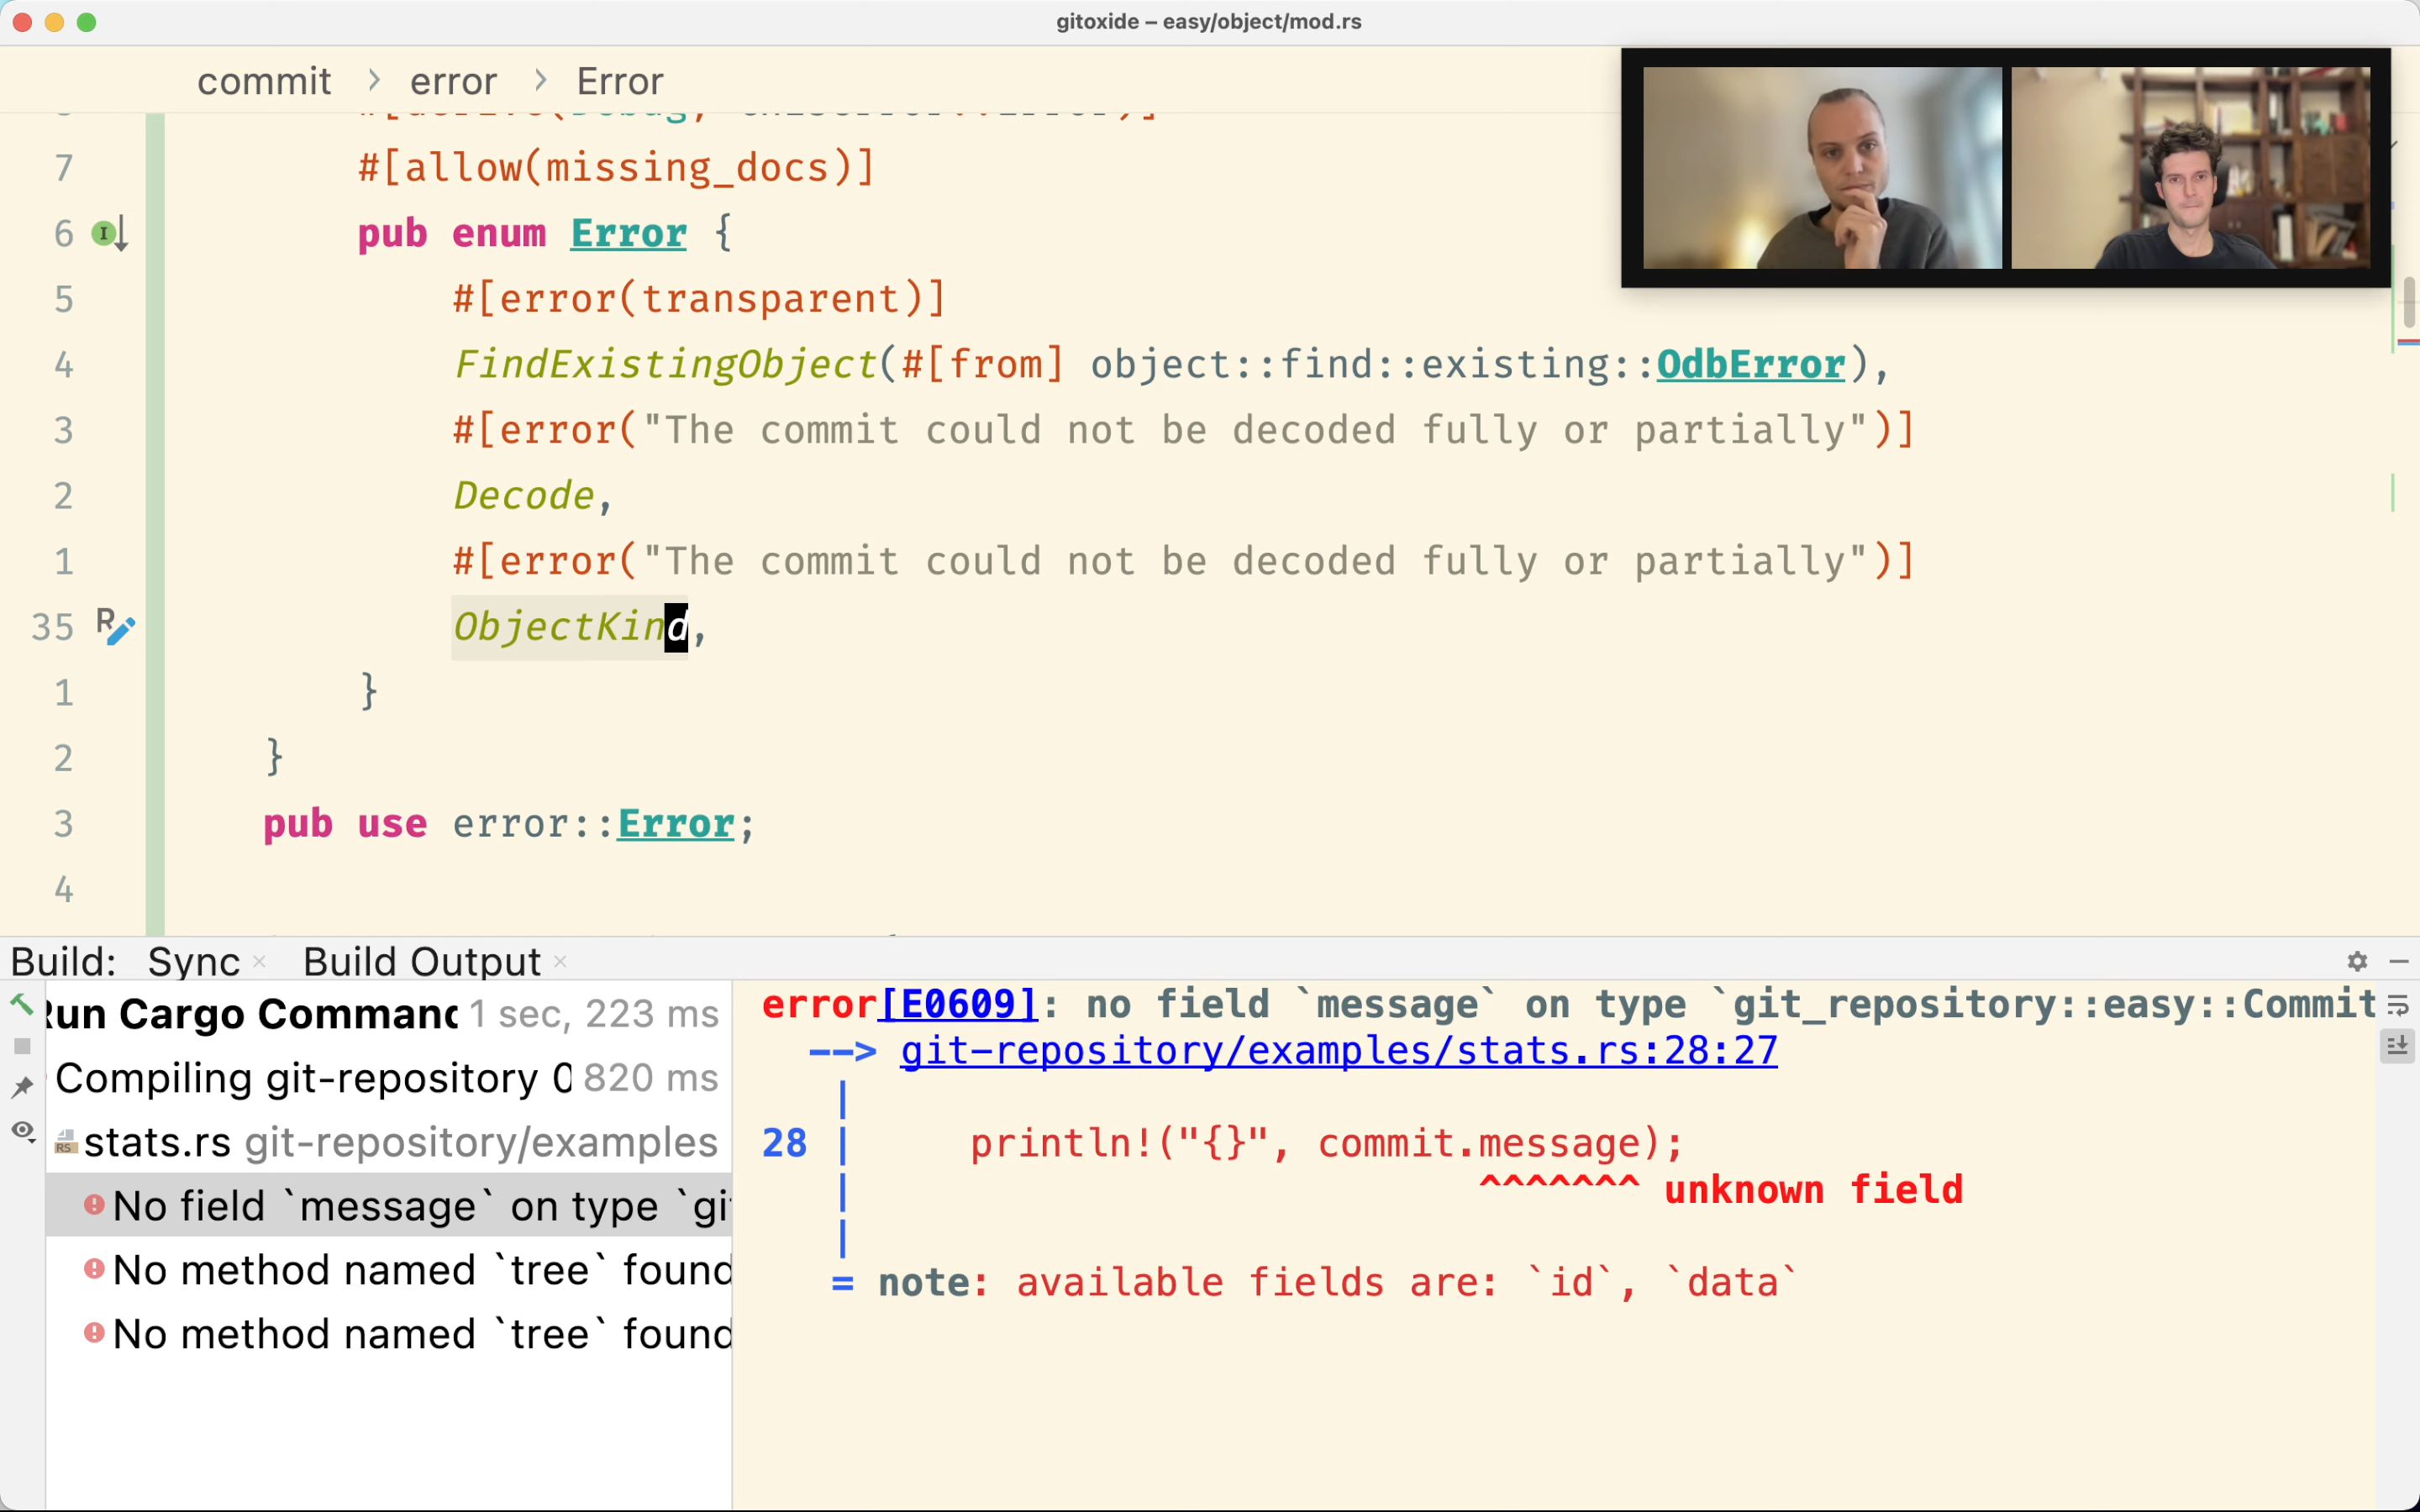 gitoxide – easy/object/mod.rs
commit > error > Error
7 #[allow(missing_docs)]
6 pub enum Error {
5 #[error(transparent)]
4 FindExistingObject(#[from] object::find::existing::OdbError),
3 #[error("The commit could not be decoded fully or partially")]
2 Decode,
1 #[error("The commit could not be decoded fully or partially")]
35 ObjectKind,
1 }
2 }
3 pub use error::Error;
4
Build: Sync × Build Output ×
Run Cargo Command 1 sec, 223 ms
Compiling git-repository 0 820 ms
stats.rs git-repository/examples
No field `message` on type `gi
No method named `tree` found
No method named `tree` found
error[E0609]: no field `message` on type `git_repository::easy::Commit
--> git-repository/examples/stats.rs:28:27
|
28 | println!("{}", commit.message);
| ^^^^^^^ unknown field
|
= note: available fields are: `id`, `data`